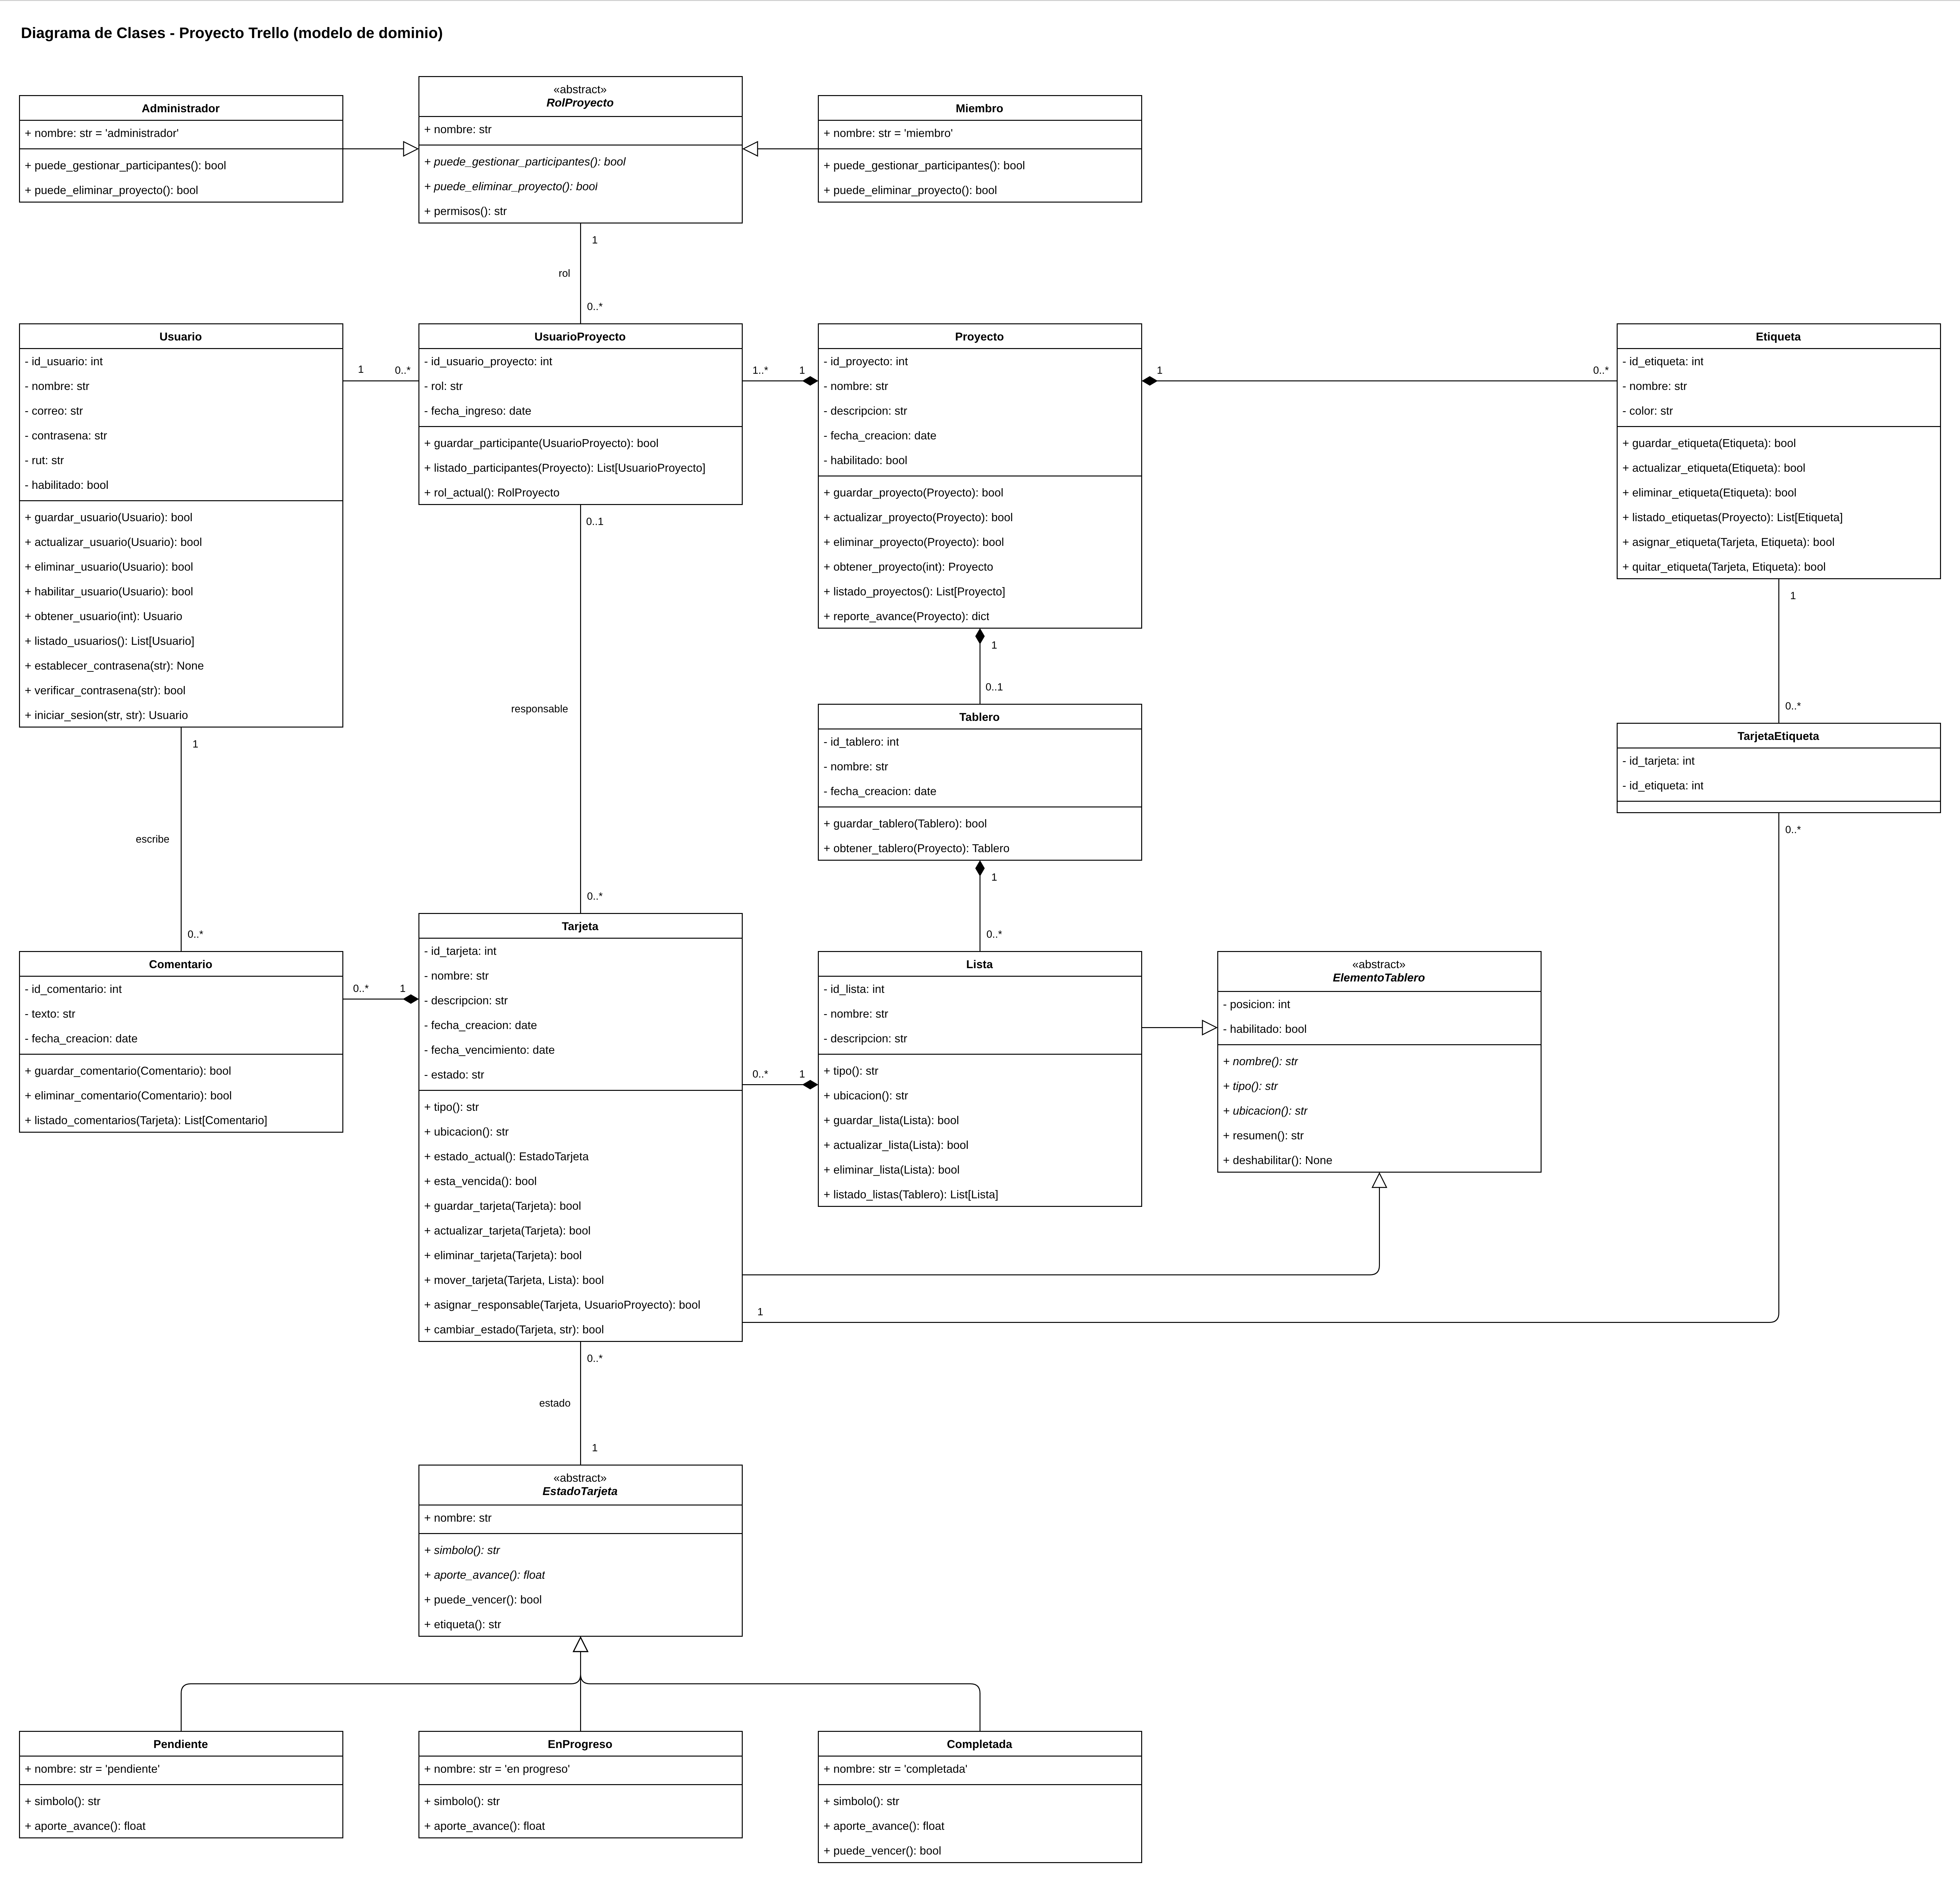 Diagrama de Clases - Proyecto Trello (modelo de dominio)
Administrador
+ nombre: str = 'administrador'
+ puede_gestionar_participantes(): bool
+ puede_eliminar_proyecto(): bool
«abstract»
RolProyecto
+ nombre: str
+ puede_gestionar_participantes(): bool
+ puede_eliminar_proyecto(): bool
+ permisos(): str
Miembro
+ nombre: str = 'miembro'
+ puede_gestionar_participantes(): bool
+ puede_eliminar_proyecto(): bool
1
rol
0..*
Usuario
- id_usuario: int
- nombre: str
- correo: str
- contrasena: str
- rut: str
- habilitado: bool
+ guardar_usuario(Usuario): bool
+ actualizar_usuario(Usuario): bool
+ eliminar_usuario(Usuario): bool
+ habilitar_usuario(Usuario): bool
+ obtener_usuario(int): Usuario
+ listado_usuarios(): List[Usuario]
+ establecer_contrasena(str): None
+ verificar_contrasena(str): bool
+ iniciar_sesion(str, str): Usuario
1
0..*
UsuarioProyecto
- id_usuario_proyecto: int
- rol: str
- fecha_ingreso: date
+ guardar_participante(UsuarioProyecto): bool
+ listado_participantes(Proyecto): List[UsuarioProyecto]
+ rol_actual(): RolProyecto
1..*
1
Proyecto
- id_proyecto: int
- nombre: str
- descripcion: str
- fecha_creacion: date
- habilitado: bool
+ guardar_proyecto(Proyecto): bool
+ actualizar_proyecto(Proyecto): bool
+ eliminar_proyecto(Proyecto): bool
+ obtener_proyecto(int): Proyecto
+ listado_proyectos(): List[Proyecto]
+ reporte_avance(Proyecto): dict
1
0..*
Etiqueta
- id_etiqueta: int
- nombre: str
- color: str
+ guardar_etiqueta(Etiqueta): bool
+ actualizar_etiqueta(Etiqueta): bool
+ eliminar_etiqueta(Etiqueta): bool
+ listado_etiquetas(Proyecto): List[Etiqueta]
+ asignar_etiqueta(Tarjeta, Etiqueta): bool
+ quitar_etiqueta(Tarjeta, Etiqueta): bool
0..1
responsable
0..*
1
0..1
Tablero
- id_tablero: int
- nombre: str
- fecha_creacion: date
+ guardar_tablero(Tablero): bool
+ obtener_tablero(Proyecto): Tablero
1
0..*
1
0..*
TarjetaEtiqueta
- id_tarjeta: int
- id_etiqueta: int
0..*
1
escribe
0..*
Comentario
- id_comentario: int
- texto: str
- fecha_creacion: date
+ guardar_comentario(Comentario): bool
+ eliminar_comentario(Comentario): bool
+ listado_comentarios(Tarjeta): List[Comentario]
0..*
1
Tarjeta
- id_tarjeta: int
- nombre: str
- descripcion: str
- fecha_creacion: date
- fecha_vencimiento: date
- estado: str
+ tipo(): str
+ ubicacion(): str
+ estado_actual(): EstadoTarjeta
+ esta_vencida(): bool
+ guardar_tarjeta(Tarjeta): bool
+ actualizar_tarjeta(Tarjeta): bool
+ eliminar_tarjeta(Tarjeta): bool
+ mover_tarjeta(Tarjeta, Lista): bool
+ asignar_responsable(Tarjeta, UsuarioProyecto): bool
+ cambiar_estado(Tarjeta, str): bool
0..*
1
Lista
- id_lista: int
- nombre: str
- descripcion: str
+ tipo(): str
+ ubicacion(): str
+ guardar_lista(Lista): bool
+ actualizar_lista(Lista): bool
+ eliminar_lista(Lista): bool
+ listado_listas(Tablero): List[Lista]
«abstract»
ElementoTablero
- posicion: int
- habilitado: bool
+ nombre(): str
+ tipo(): str
+ ubicacion(): str
+ resumen(): str
+ deshabilitar(): None
1
0..*
estado
1
«abstract»
EstadoTarjeta
+ nombre: str
+ simbolo(): str
+ aporte_avance(): float
+ puede_vencer(): bool
+ etiqueta(): str
Pendiente
+ nombre: str = 'pendiente'
+ simbolo(): str
+ aporte_avance(): float
EnProgreso
+ nombre: str = 'en progreso'
+ simbolo(): str
+ aporte_avance(): float
Completada
+ nombre: str = 'completada'
+ simbolo(): str
+ aporte_avance(): float
+ puede_vencer(): bool